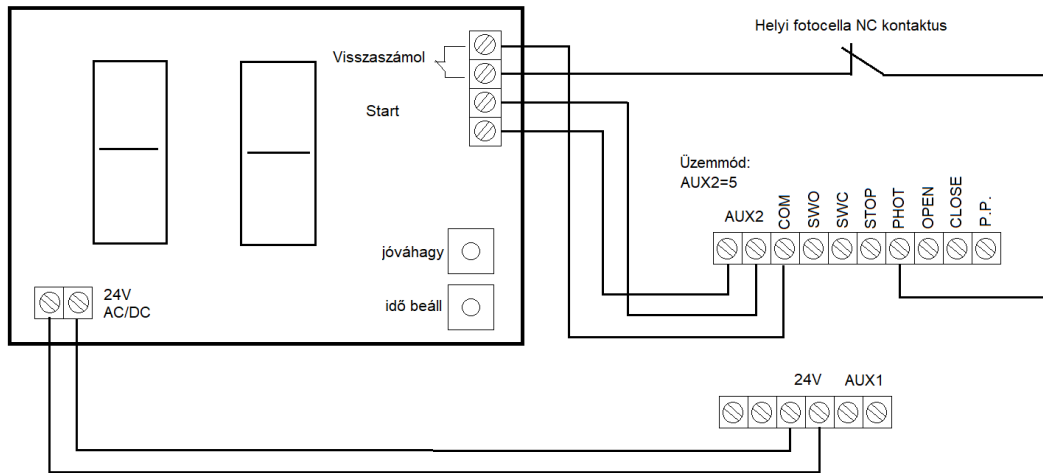 Helyi fotocella NC kontaktus
Visszaszámol
Start
Üzemmód:
AUX2=5
AUX2
COM
SWO
SWC
STOP
PHOT
OPEN
CLOSE
P.P.
jóváhagy
idő beáll
24V
AC/DC
24V
AUX1